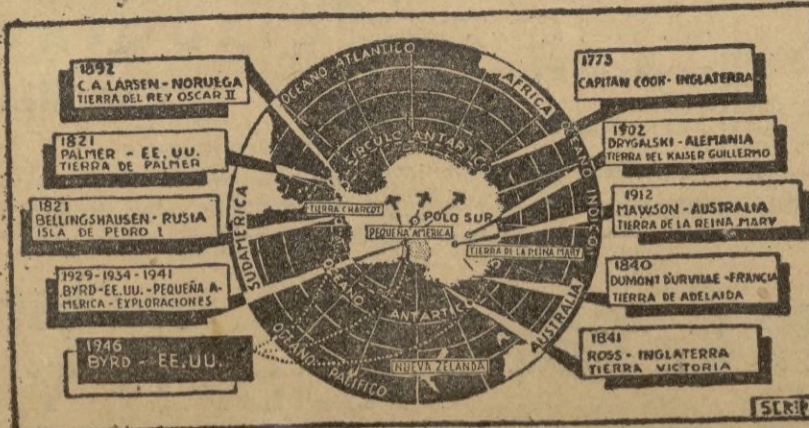 1892
C. A. LARSEN - NORUEGA
TIERRA DEL REY OSCAR II
1821
PALMER - EE. UU.
TIERRA DE PALMER
1821
BELLINGSHAUSEN - RUSIA
ISLA DE PEDRO I
1929-1934-1941
BYRD-EE. UU. - PEQUEÑA A-
MERICA - EXPLORACIONES
1946
BYRD - EE. UU.
OCEANO ATLANTICO
AFRICA
OCEANO INDICO
CIRCULO ANTARTICO
TIERRA CHARCOT
POLO SUR
PEQUEÑA AMERICA
TIERRA DE LA REINA MARY
SUDAMERICA
OCEANO
ANTARTICO
AUSTRALIA
OCEANO PACIFICO
NUEVA ZELANDA
1773
CAPITAN COOK - INGLATERRA
1902
DRYGALSKI - ALEMANIA
TIERRA DEL KAISER GUILLERMO
1912
MAWSON - AUSTRALIA
TIERRA DE LA REINA MARY
1840
DUMONT D'URVILLE - FRANCIA
TIERRA DE ADELAIDA
1841
ROSS - INGLATERRA
TIERRA VICTORIA